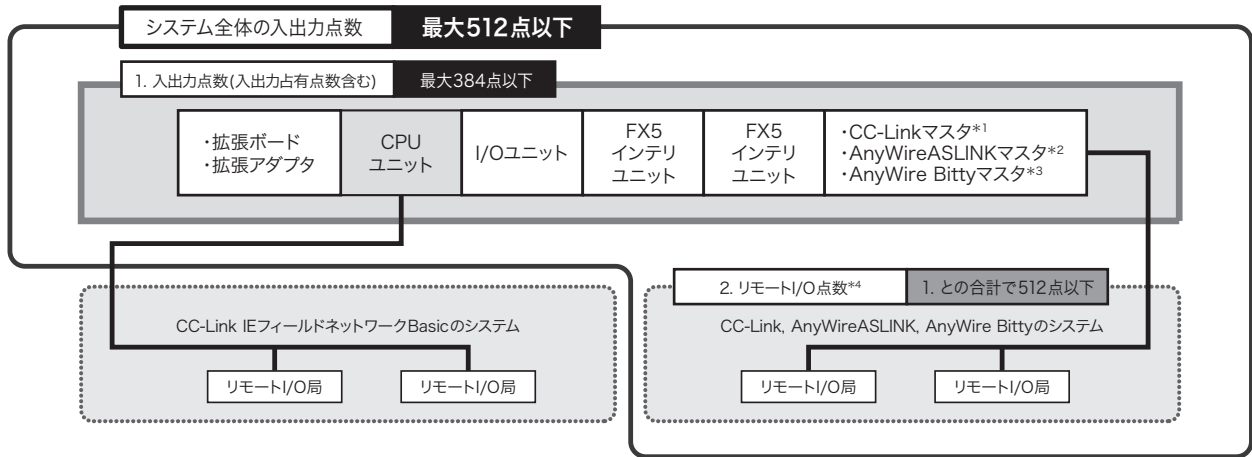 システム全体の入出力点数 最大512点以下
1. 入出力点数(入出力占有点数含む) 最大384点以下
・拡張ボード
・拡張アダプタ
CPU
ユニット
I/Oユニット
FX5
インテリ
ユニット
FX5
インテリ
ユニット
・CC-Linkマスタ*1
・AnyWireASLINKマスタ*2
・AnyWire Bittyマスタ*3
2. リモートI/O点数*4 1. との合計で512点以下
CC-Link IEフィールドネットワークBasicのシステム
CC-Link, AnyWireASLINK, AnyWire Bittyのシステム
リモートI/O局
リモートI/O局
リモートI/O局
リモートI/O局